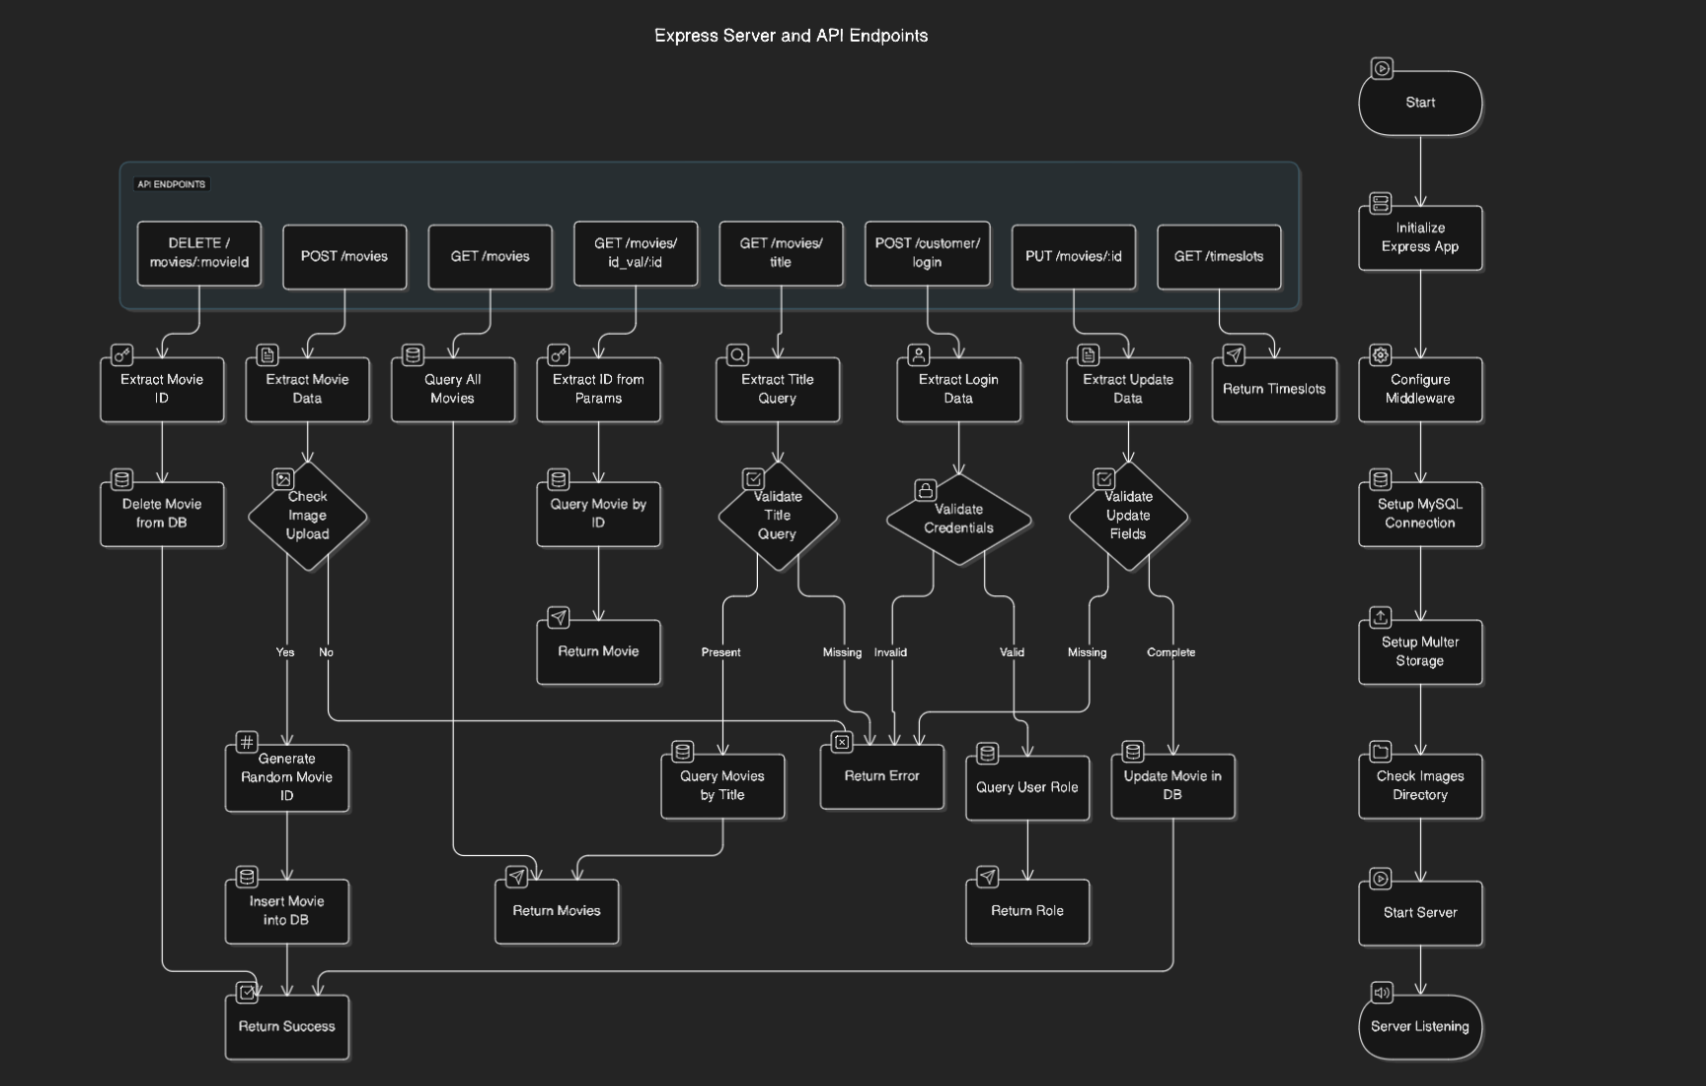 Express Server and API Endpoints
Start
API ENDPOINTS
DELETE /
movies/:movieId
POST /movies
GET /movies
GET /movies/
id_val/:id
GET /movies/
title
POST /customer/
login
PUT /movies/:id
GET /timeslots
Initialize
Express App
Extract Movie
ID
Extract Movie
Data
Query All
Movies
Extract ID from
Params
Extract Title
Query
Extract Login
Data
Extract Update
Data
Return Timeslots
Configure
Middleware
Delete Movie
from DB
Check
Image
Upload
Query Movie by
ID
Validate
Title
Query
Validate
Credentials
Validate
Update
Fields
Setup MySQL
Connection
Yes
No
Return Movie
Present
Missing
Invalid
Valid
Missing
Complete
Setup Multer
Storage
Generate
Random Movie
ID
Query Movies
by Title
Return Error
Query User Role
Update Movie in
DB
Check Images
Directory
Insert Movie
into DB
Return Movies
Return Role
Start Server
Return Success
Server Listening